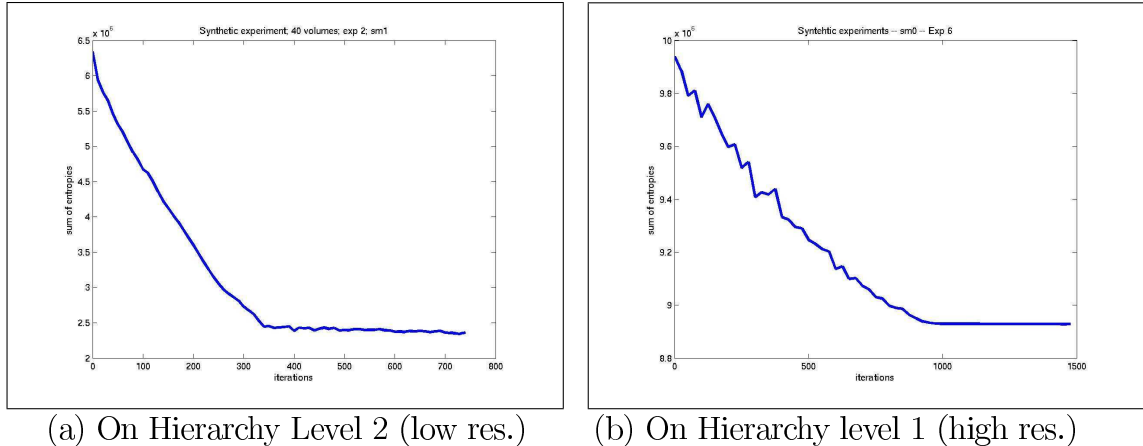 Synthetic experiment; 40 volumes; exp 2; sm1
x 10^6
6.5
6
5.5
5
4.5
4
3.5
3
2.5
2
sum of entropies
0 100 200 300 400 500 600 700 800
iterations
(a) On Hierarchy Level 2 (low res.)
Syntehtic experiments -- sm0 -- Exp 6
x 10^6
10
9.8
9.6
9.4
9.2
9
8.8
sum of entropies
0 500 1000 1500
iterations
(b) On Hierarchy level 1 (high res.)